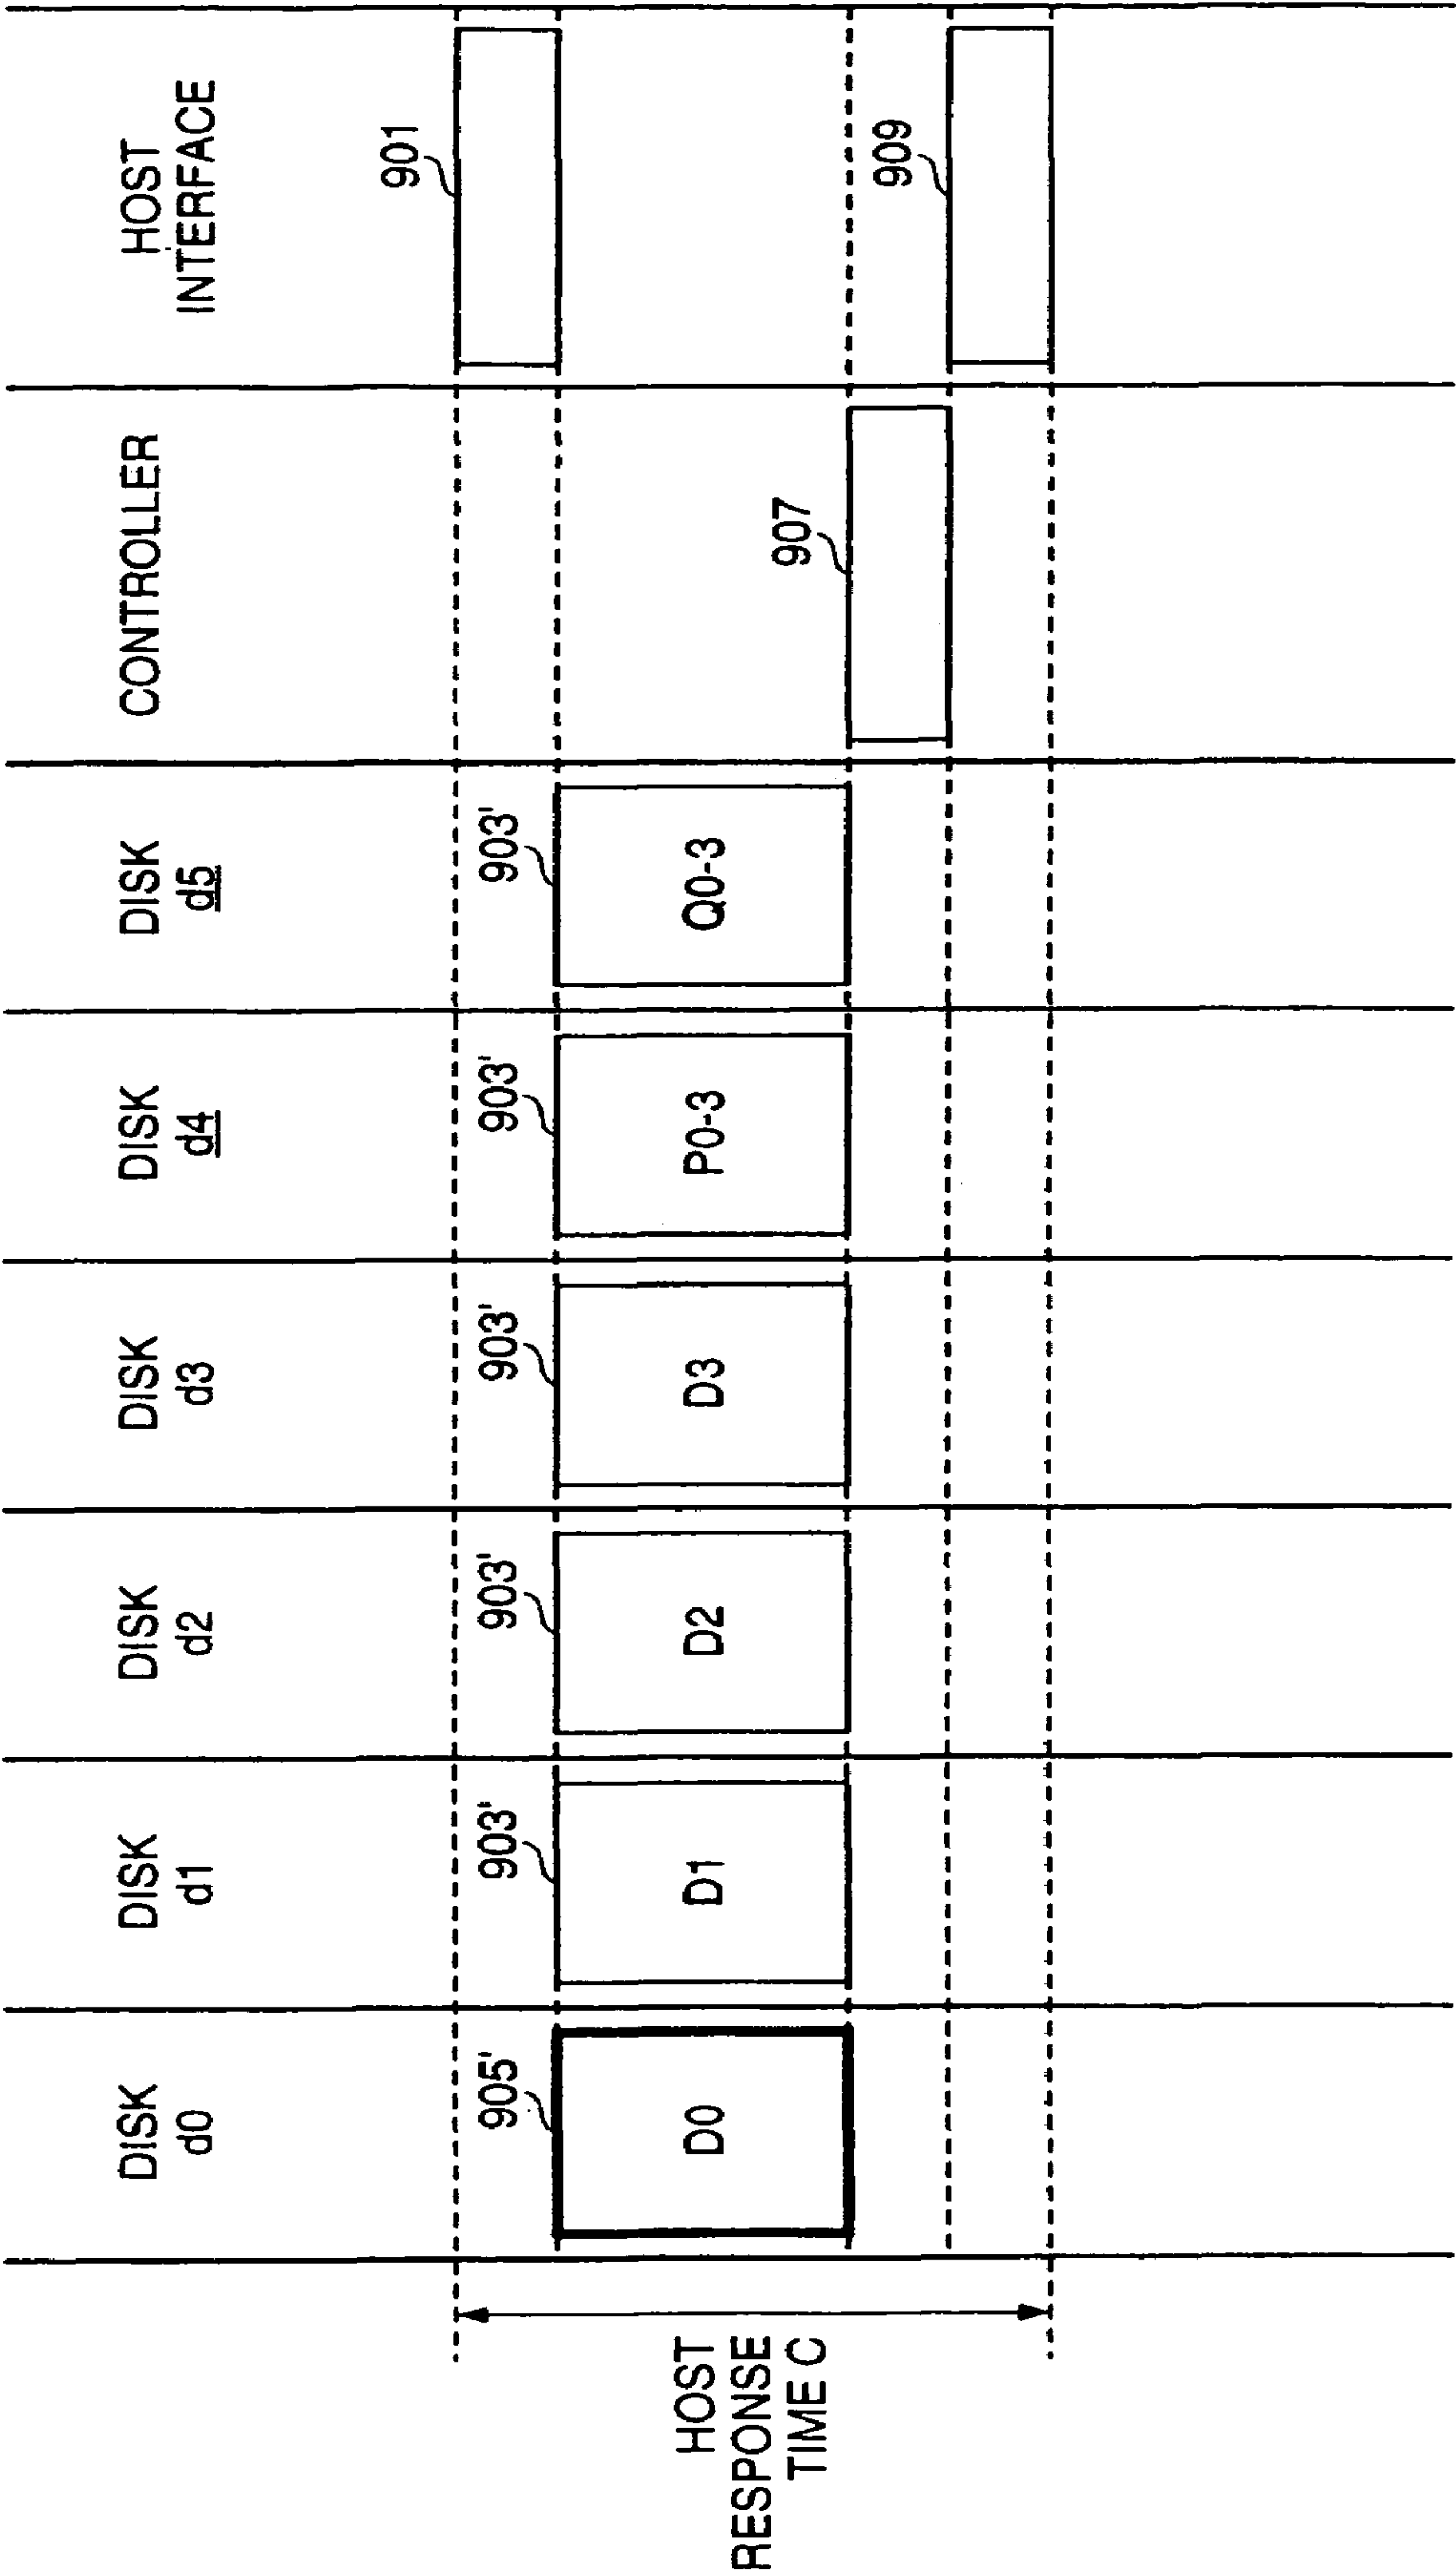 DISK
d0
DISK
d1
DISK
d2
DISK
d3
DISK
d4
DISK
d5
CONTROLLER
HOST
INTERFACE
901
905'
903'
903'
903'
903'
903'
HOST
RESPONSE
TIME C
D0
D1
D2
D3
P0-3
Q0-3
907
909